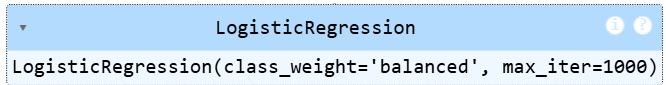 LogisticRegression
i ?
LogisticRegression(class_weight='balanced', max_iter=1000)